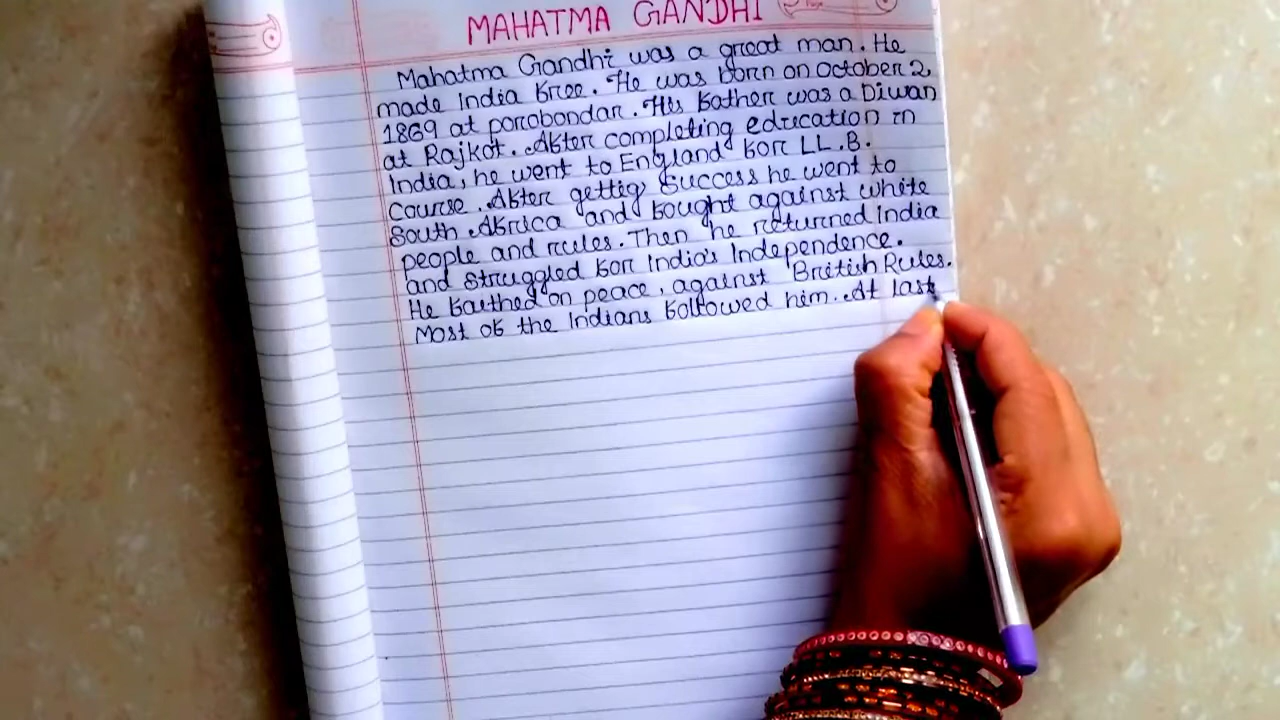 MAHATMA GANDHI
Mahatma Gandhi was a great man. He
made India free. He was born on October 2,
1869 at porobondar. His father was a Diwan
at Rajkot. After completing education in
India, he went to England for LL.B.
Course. After gettig Success he went to
South Africa and fought against white
people and rules. Then he returned India
and struggled for India's Independence.
He faithed on peace, against British Rules.
Most of the Indians followed him. At last